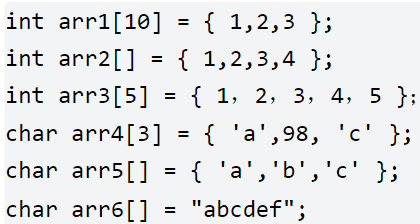 int arr1[10] = { 1,2,3 };
int arr2[] = { 1,2,3,4 };
int arr3[5] = { 1, 2, 3, 4, 5 };
char arr4[3] = { 'a',98, 'c' };
char arr5[] = { 'a','b','c' };
char arr6[] = "abcdef";